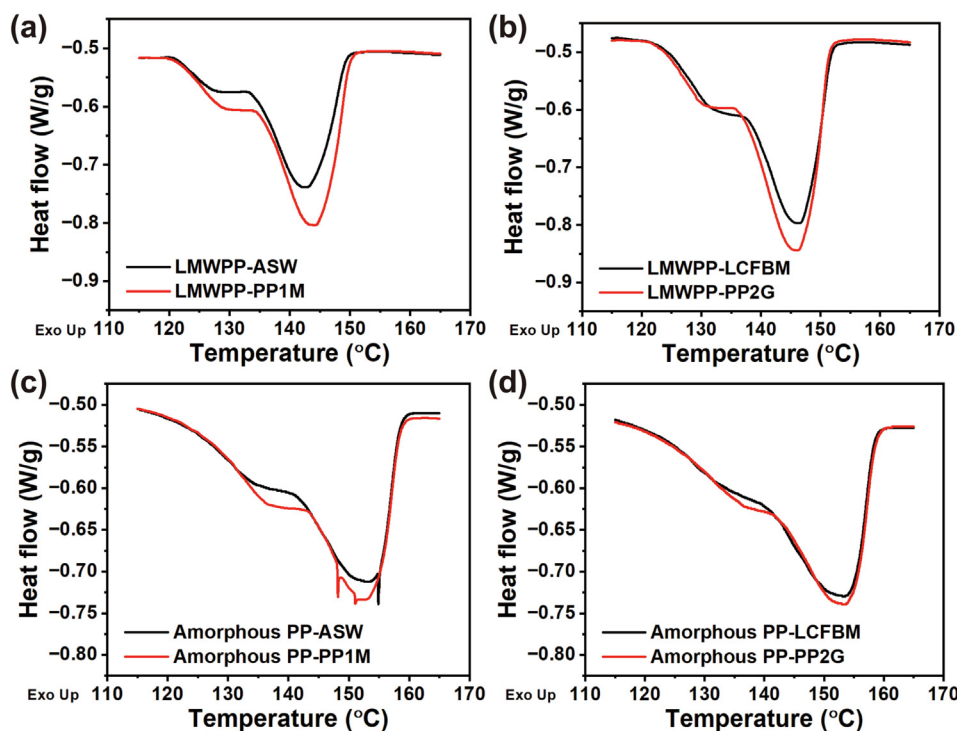 (a)
−0.5
−0.6
−0.7
−0.8
−0.9
Heat flow (W/g)
LMWPP-ASW
LMWPP-PP1M
Exo Up
110 120 130 140 150 160 170
Temperature (°C)
(b)
−0.5
−0.6
−0.7
−0.8
−0.9
Heat flow (W/g)
LMWPP-LCFBM
LMWPP-PP2G
Exo Up
110 120 130 140 150 160 170
Temperature (°C)
(c)
−0.50
−0.55
−0.60
−0.65
−0.70
−0.75
−0.80
Heat flow (W/g)
Amorphous PP-ASW
Amorphous PP-PP1M
Exo Up
110 120 130 140 150 160 170
Temperature (°C)
(d)
−0.50
−0.55
−0.60
−0.65
−0.70
−0.75
−0.80
Heat flow (W/g)
Amorphous PP-LCFBM
Amorphous PP-PP2G
Exo Up
110 120 130 140 150 160 170
Temperature (°C)